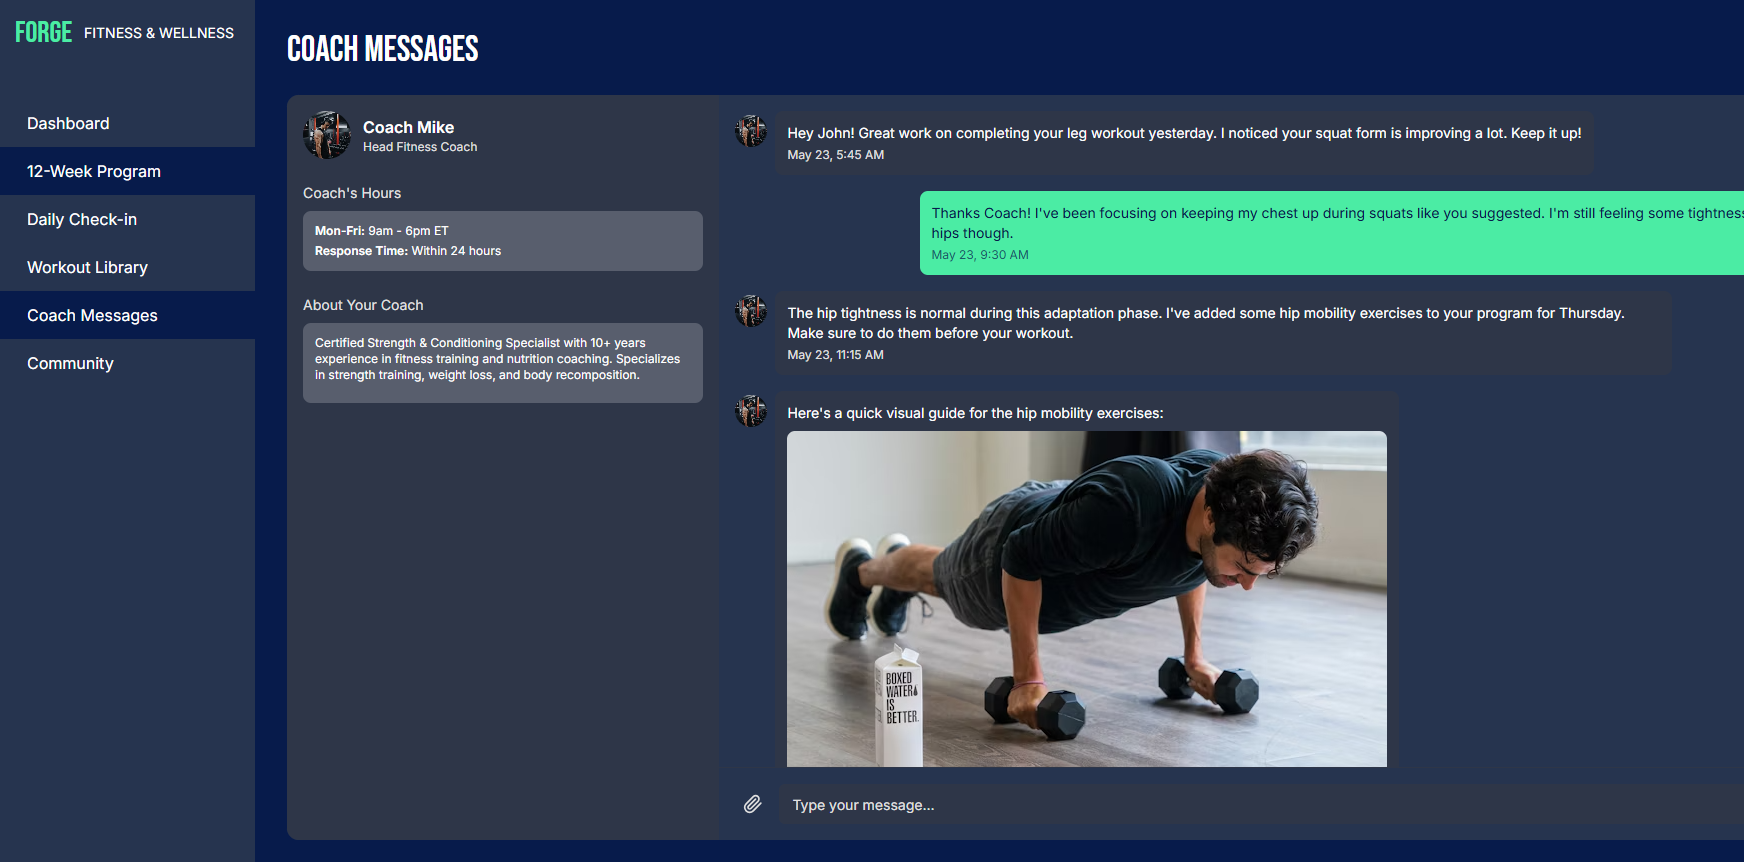 FORGE FITNESS & WELLNESS
Dashboard
12-Week Program
Daily Check-in
Workout Library
Coach Messages
Community
COACH MESSAGES
Coach Mike
Head Fitness Coach
Coach's Hours
Mon-Fri: 9am - 6pm ET
Response Time: Within 24 hours
About Your Coach
Certified Strength & Conditioning Specialist with 10+ years
experience in fitness training and nutrition coaching. Specializes
in strength training, weight loss, and body recomposition.
Hey John! Great work on completing your leg workout yesterday. I noticed your squat form is improving a lot. Keep it up!
May 23, 5:45 AM
Thanks Coach! I've been focusing on keeping my chest up during squats like you suggested. I'm still feeling some tightness
hips though.
May 23, 9:30 AM
The hip tightness is normal during this adaptation phase. I've added some hip mobility exercises to your program for Thursday.
Make sure to do them before your workout.
May 23, 11:15 AM
Here's a quick visual guide for the hip mobility exercises:
BOXED
WATER
IS
BETTER.
Type your message...